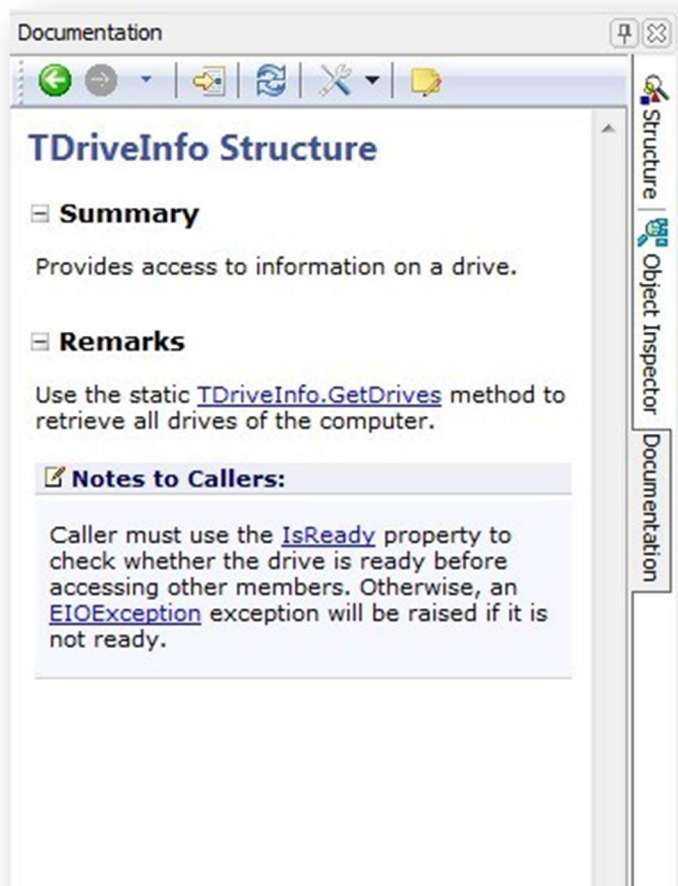 Documentation
TDriveInfo Structure
Summary
Provides access to information on a drive.
Remarks
Use the static TDriveInfo.GetDrives method to
retrieve all drives of the computer.
Notes to Callers:
Caller must use the IsReady property to
check whether the drive is ready before
accessing other members. Otherwise, an
EIOException exception will be raised if it is
not ready.
Structure
Object Inspector
Documentation